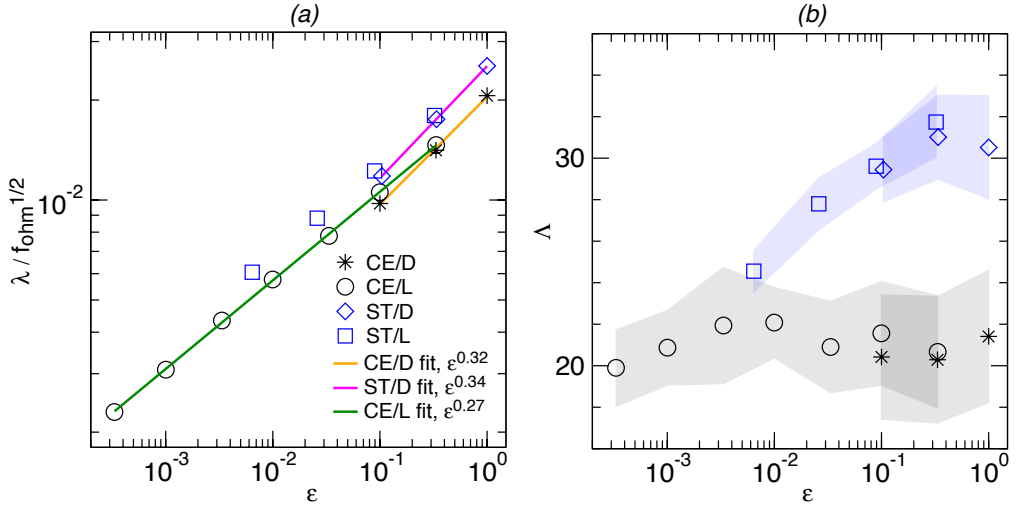 (a)
(b)
λ / f_ohm^1/2
10^-2
CE/D
CE/L
ST/D
ST/L
CE/D fit, ε^0.32
ST/D fit, ε^0.34
CE/L fit, ε^0.27
10^-3 10^-2 10^-1 10^0
ε
Λ
30
20
10^-3 10^-2 10^-1 10^0
ε